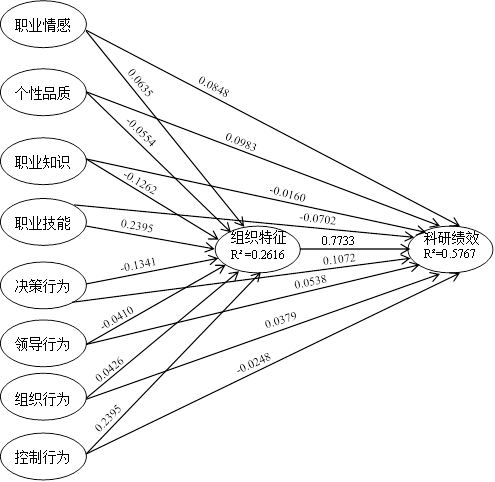 职业情感
0.0848
0.0635
个性品质
0.0983
-0.0554
职业知识
-0.0160
-0.1262
职业技能
-0.0702
0.2395
组织特征
R² =0.2616
0.7733
科研绩效
R²=0.5767
-0.1341
0.1072
决策行为
0.0538
-0.0410
领导行为
0.0379
0.0426
组织行为
-0.0248
0.2395
控制行为